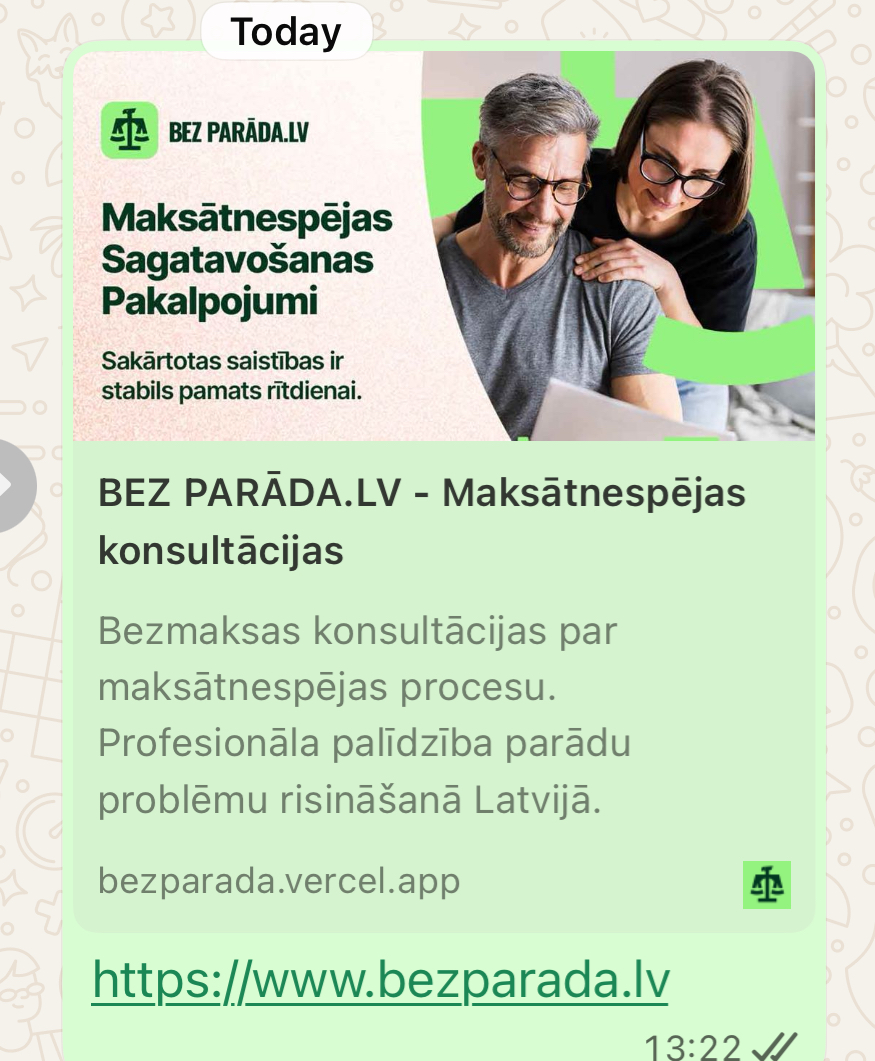 Today
BEZ PARĀDA.LV
Maksātnespējas
Sagatavošanas
Pakalpojumi
Sakārtotas saistības ir
stabils pamats rītdienai.
BEZ PARĀDA.LV - Maksātnespējas
konsultācijas
Bezmaksas konsultācijas par
maksātnespējas procesu.
Profesionāla palīdzība parādu
problēmu risināšanā Latvijā.
bezparada.vercel.app
https://www.bezparada.lv
13:22